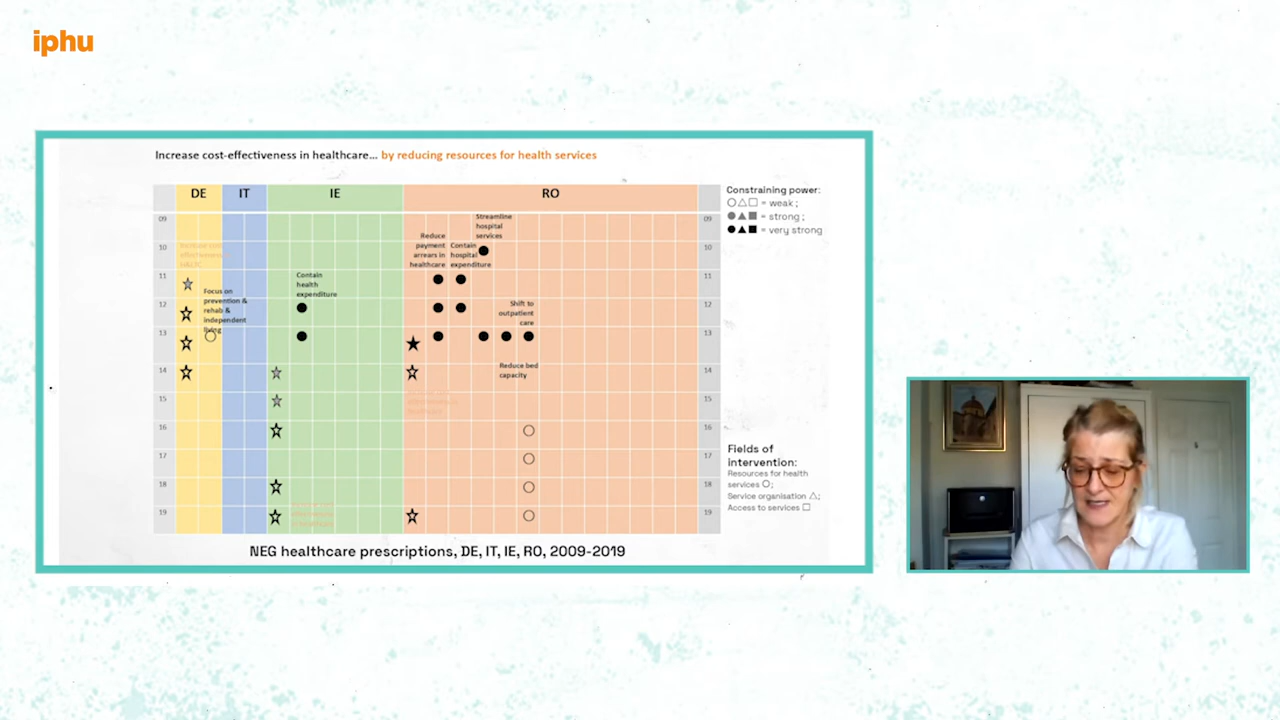 iphu
Increase cost-effectiveness in healthcare... by reducing resources for health services
DE IT IE RO
09 09
10 10
11 11
12 12
13 13
14 14
15 15
16 16
17 17
18 18
19 19
Focus on
prevention &
rehab &
independent
living
Contain
health
expenditure
Reduce
payment
arrears in
healthcare
Contain
hospital
expenditure
Streamline
hospital
services
Shift to
outpatient
care
Reduce bed
capacity
Constraining power:
= weak ;
= strong ;
= very strong
Fields of
intervention:
Resources for health
services ○;
Service organisation △;
Access to services □
NEG healthcare prescriptions, DE, IT, IE, RO, 2009-2019